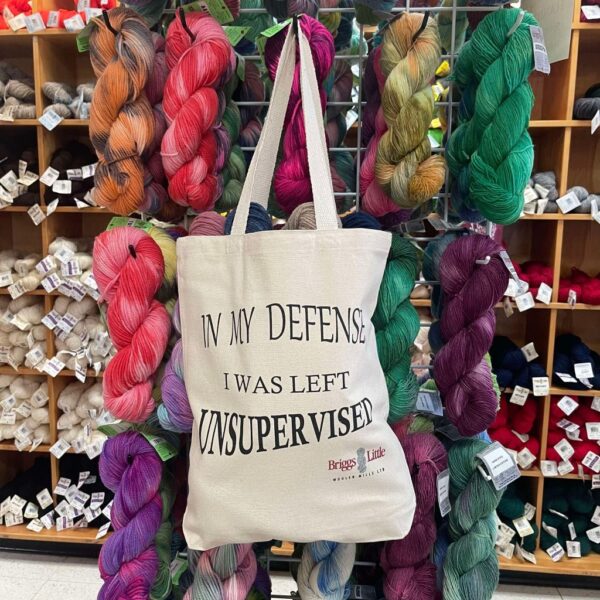 IN MY DEFENSE
I WAS LEFT
UNSUPERVISED
Briggs Little
WOOLEN MILLS LTD